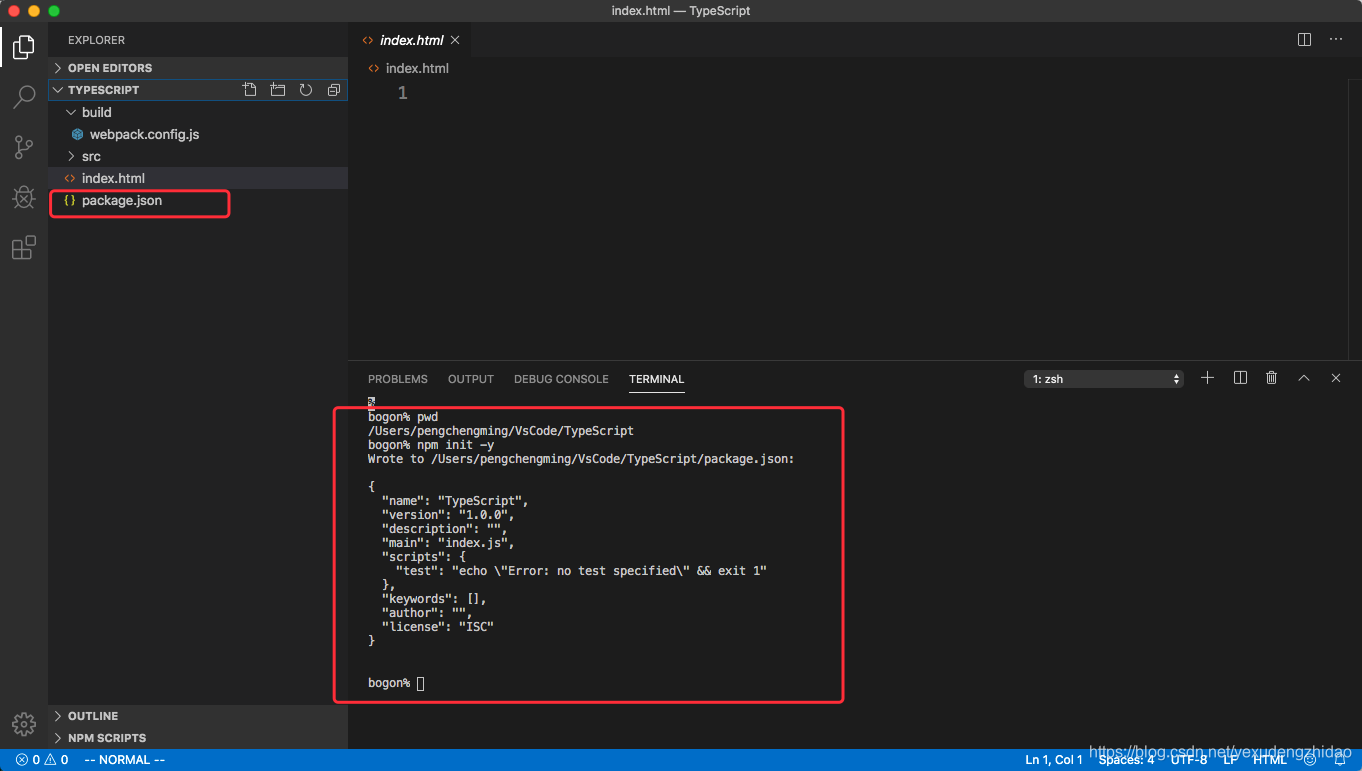 index.html — TypeScript
EXPLORER
OPEN EDITORS
TYPESCRIPT
build
webpack.config.js
src
index.html
package.json
OUTLINE
NPM SCRIPTS
index.html
index.html
1
PROBLEMS OUTPUT DEBUG CONSOLE TERMINAL 1: zsh
%
bogon% pwd
/Users/pengchengming/VsCode/TypeScript
bogon% npm init -y
Wrote to /Users/pengchengming/VsCode/TypeScript/package.json:
{
"name": "TypeScript",
"version": "1.0.0",
"description": "",
"main": "index.js",
"scripts": {
"test": "echo \"Error: no test specified\" && exit 1"
},
"keywords": [],
"author": "",
"license": "ISC"
}
bogon%
0 0 -- NORMAL -- Ln 1, Col 1 Spaces: 4 UTF-8 LF HTML
https://blog.csdn.net/yexudengzhidao